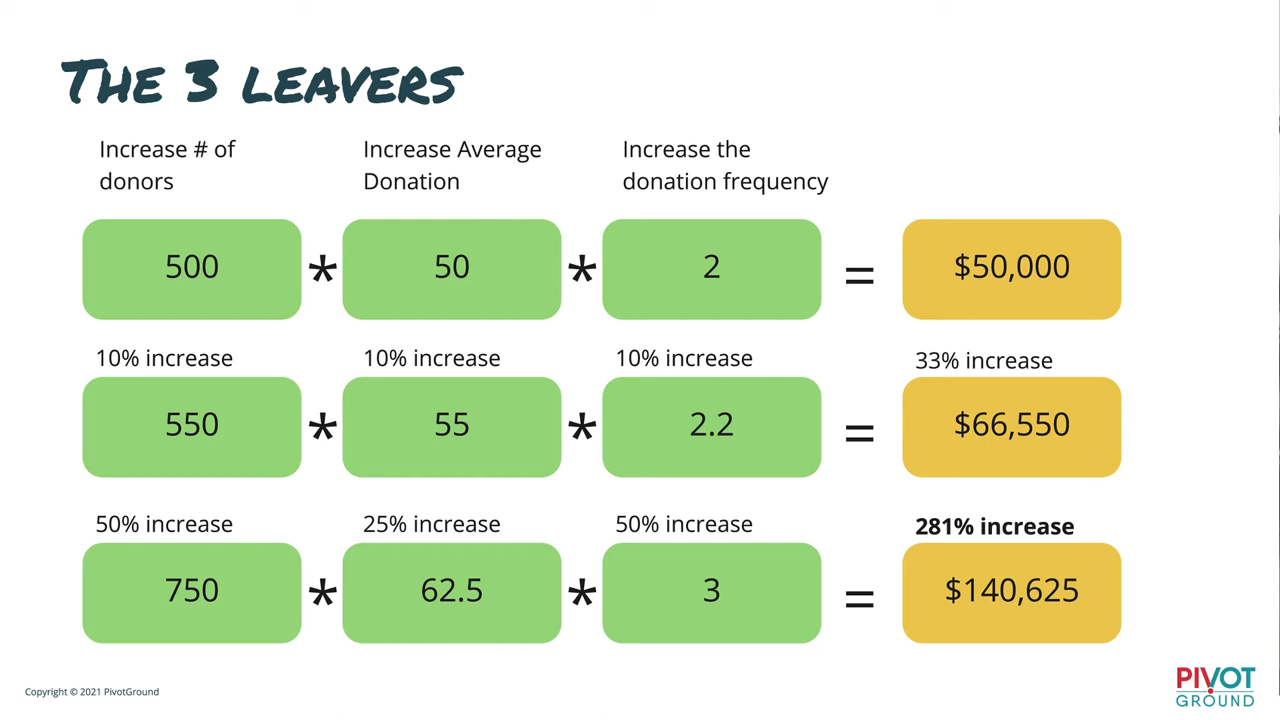 THE 3 LEAVERS
Increase # of
donors
Increase Average
Donation
Increase the
donation frequency
500 * 50 * 2 = $50,000
10% increase 10% increase 10% increase 33% increase
550 * 55 * 2.2 = $66,550
50% increase 25% increase 50% increase 281% increase
750 * 62.5 * 3 = $140,625
Copyright © 2021 PivotGround
PIVOT
GROUND